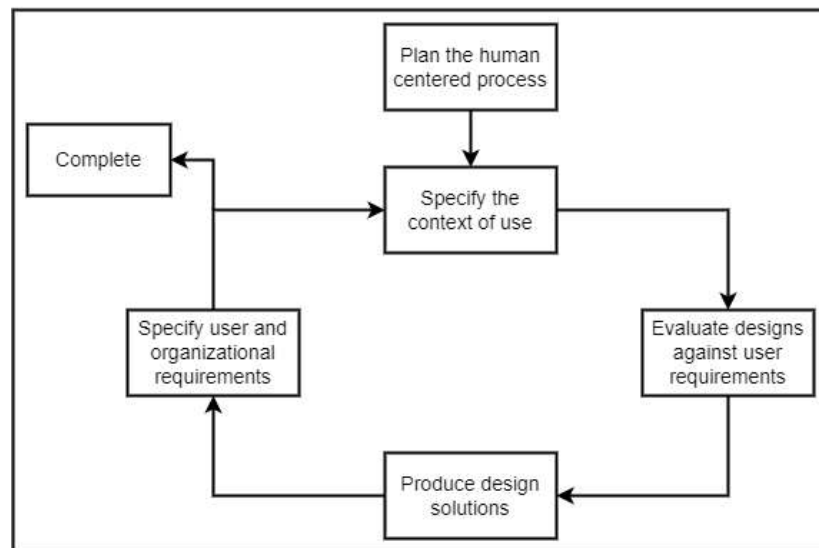 Plan the human
centered process
Complete
Specify the
context of use
Specify user and
organizational
requirements
Evaluate designs
against user
requirements
Produce design
solutions